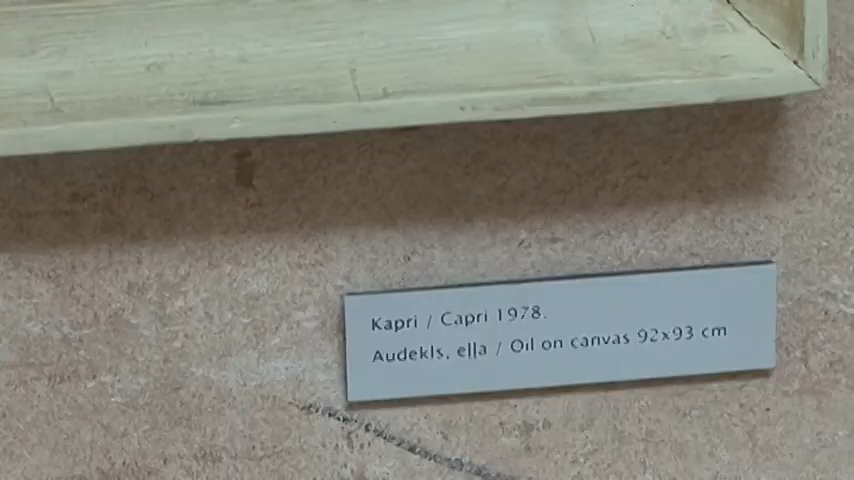 Kapri / Capri 1978.
Audekls, eļļa / Oil on canvas 92x93 cm